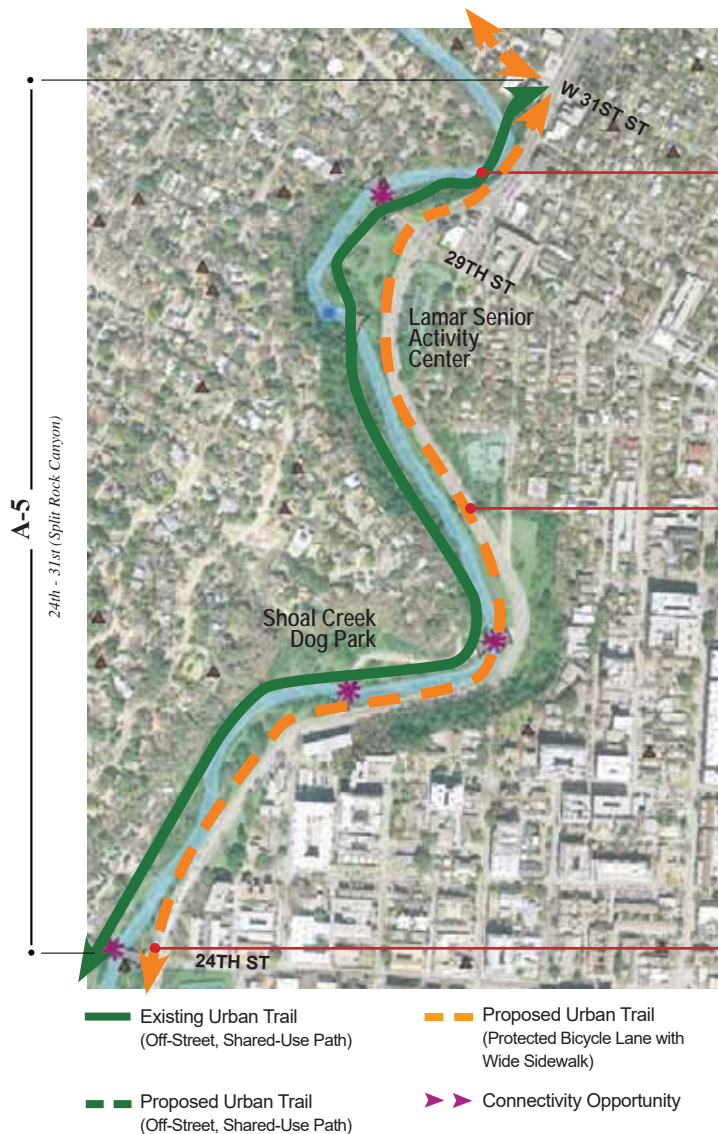 W 31ST ST
29TH ST
Lamar Senior
Activity
Center
A-5
24th - 31st (Split Rock Canyon)
Shoal Creek
Dog Park
24TH ST
Existing Urban Trail
(Off-Street, Shared-Use Path)
Proposed Urban Trail
(Protected Bicycle Lane with
Wide Sidewalk)
Proposed Urban Trail
(Off-Street, Shared-Use Path)
Connectivity Opportunity